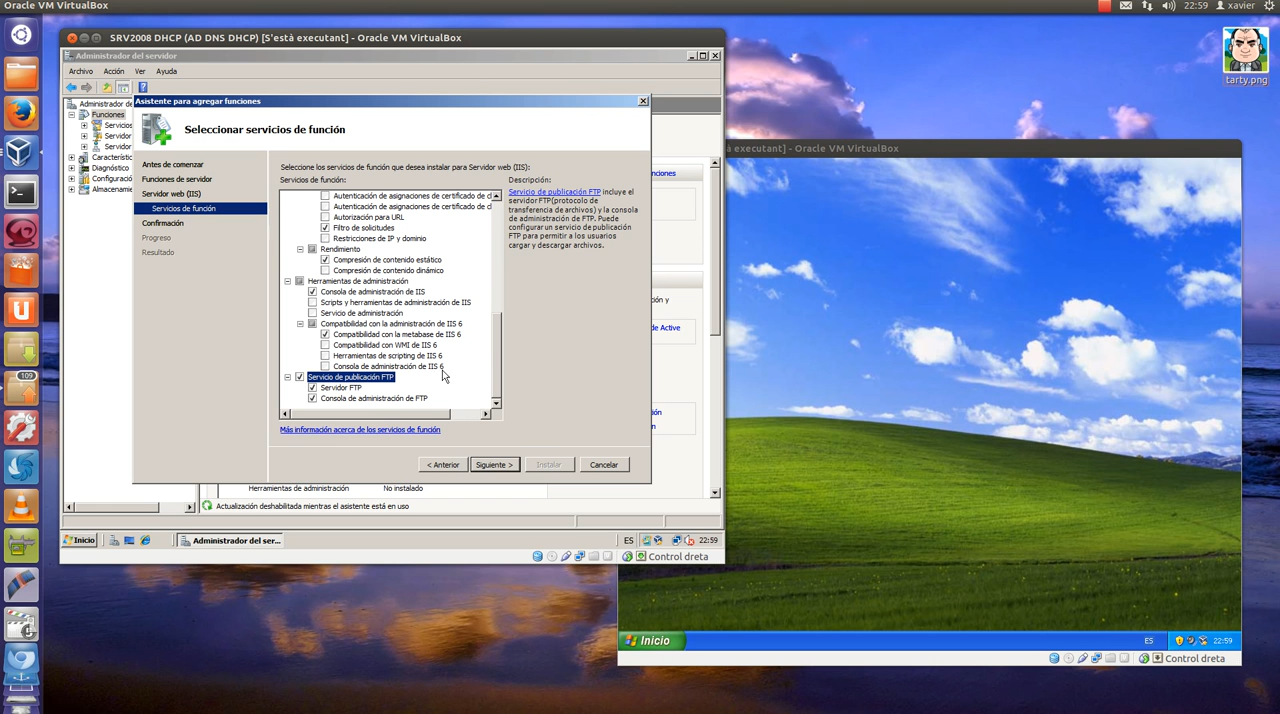 Oracle VM VirtualBox
22:59
xavier
SRV2008 DHCP (AD DNS DHCP) [S'està executant] - Oracle VM VirtualBox
Administrador del servidor
Archivo Acción Ver Ayuda
Administrador de
Funciones
Servicios
Servidor
Servidor
Característic
Diagnóstico
Configuració
Almacenamie
Asistente para agregar funciones
Seleccionar servicios de función
Antes de comenzar
Funciones de servidor
Servidor web (IIS)
Servicios de función
Confirmación
Progreso
Resultado
Seleccione los servicios de función que desea instalar para Servidor web (IIS):
Servicios de función:
Autenticación de asignaciones de certificado de c
Autenticación de asignaciones de certificado de cl
Autorización para URL
Filtro de solicitudes
Restricciones de IP y dominio
Rendimiento
Compresión de contenido estático
Compresión de contenido dinámico
Herramientas de administración
Consola de administración de IIS
Scripts y herramientas de administración de IIS
Servicio de administración
Compatibilidad con la administración de IIS 6
Compatibilidad con la metabase de IIS 6
Compatibilidad con WMI de IIS 6
Herramientas de scripting de IIS 6
Consola de administración de IIS 6
Servicio de publicación FTP
Servidor FTP
Consola de administración de FTP
Más información acerca de los servicios de función
Descripción:
Servicio de publicación FTP incluye el
servidor FTP(protocolo de
transferencia de archivos) y la consola
de administración de FTP. Puede
configurar un servicio de publicación
FTP para permitir a los usuarios
cargar y descargar archivos.
< Anterior
Siguiente >
Instalar
Cancelar
nciones
ón y
de Active
ión
n
Herramientas de administración No instalado
Actualización deshabilitada mientras el asistente está en uso
Inicio
Administrador del ser...
ES
22:59
Control dreta
à executant] - Oracle VM VirtualBox
Inicio
ES
22:59
Control dreta
tarty.png
109